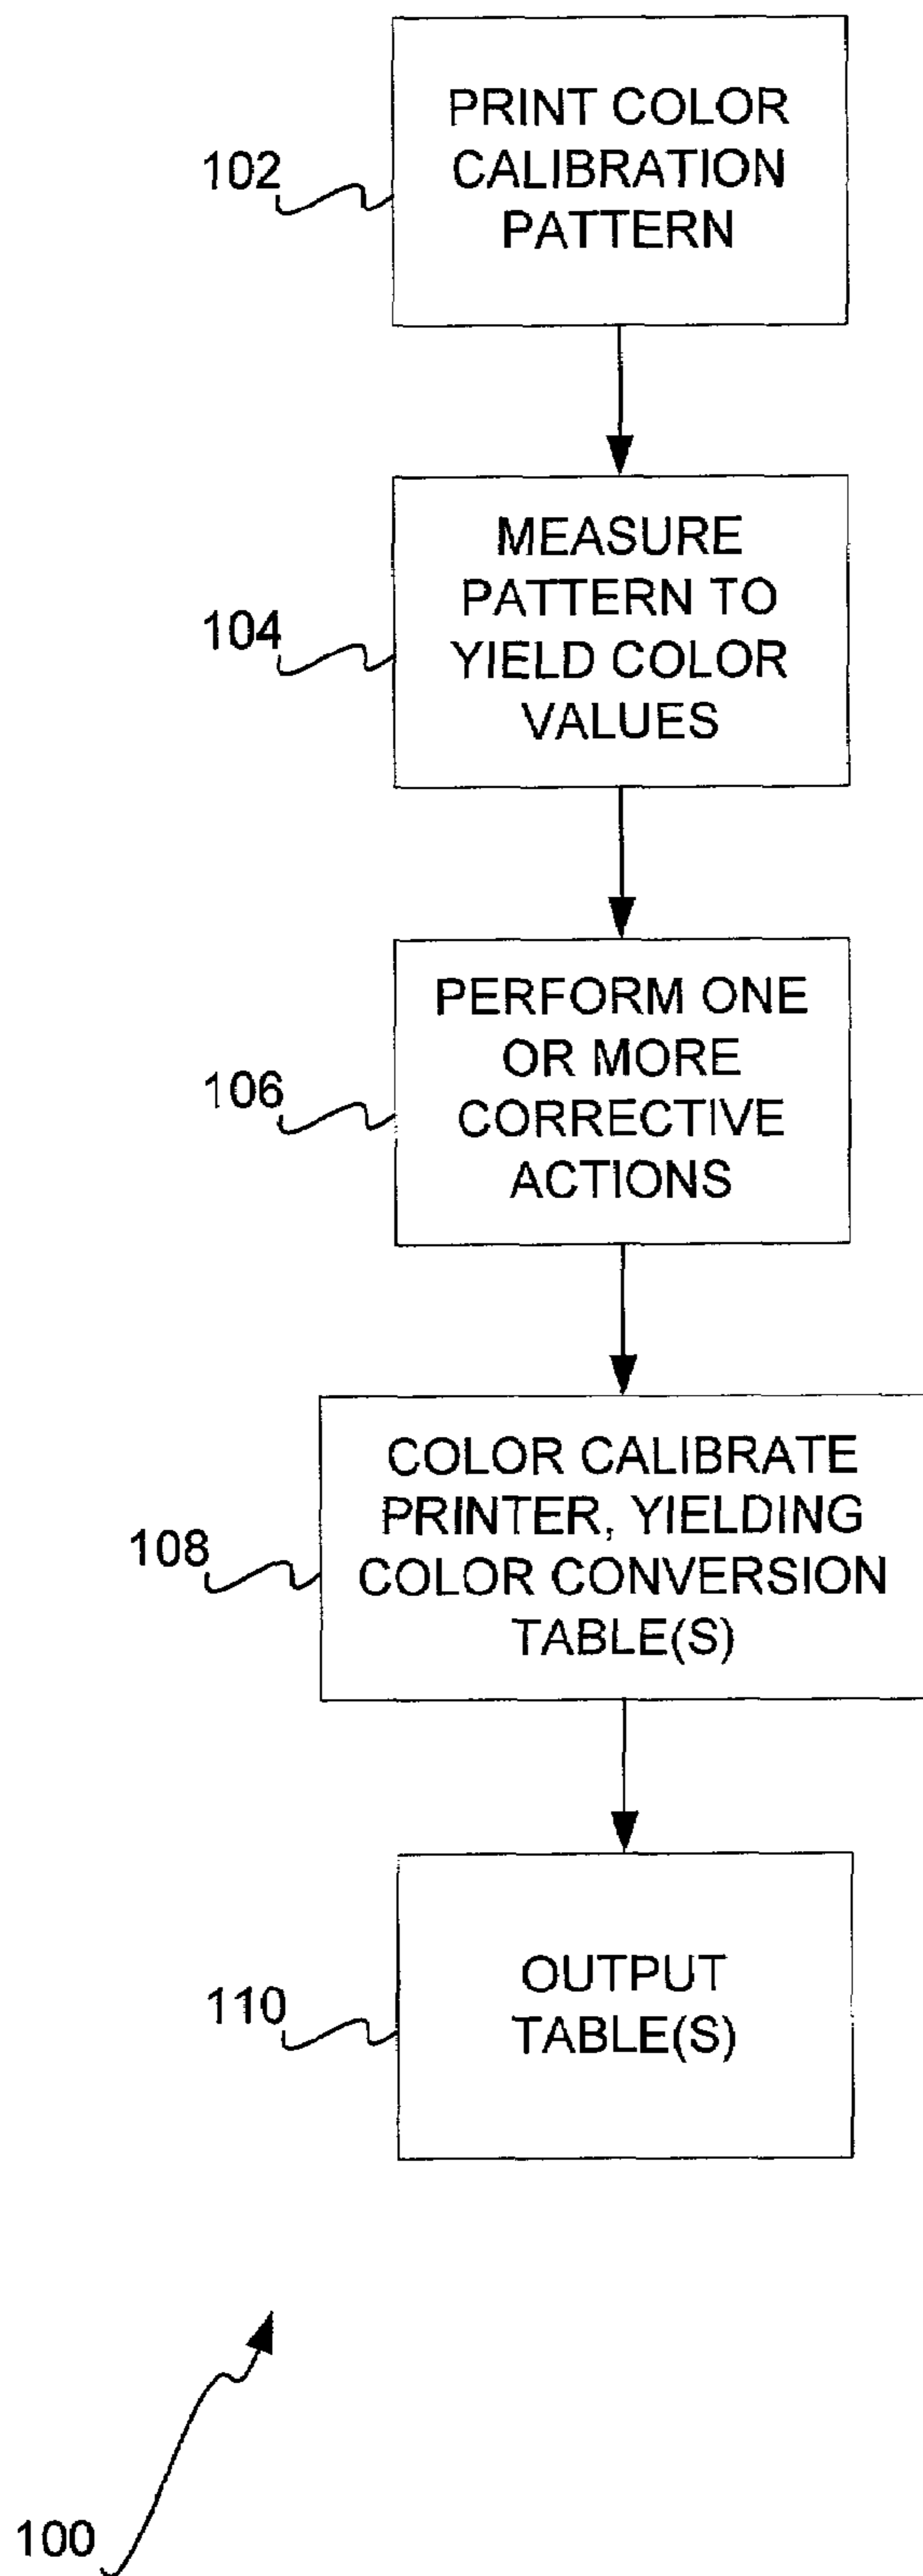 PRINT COLOR
CALIBRATION
PATTERN
102
MEASURE
PATTERN TO
YIELD COLOR
VALUES
104
PERFORM ONE
OR MORE
CORRECTIVE
ACTIONS
106
COLOR CALIBRATE
PRINTER, YIELDING
COLOR CONVERSION
TABLE(S)
108
OUTPUT
TABLE(S)
110
100